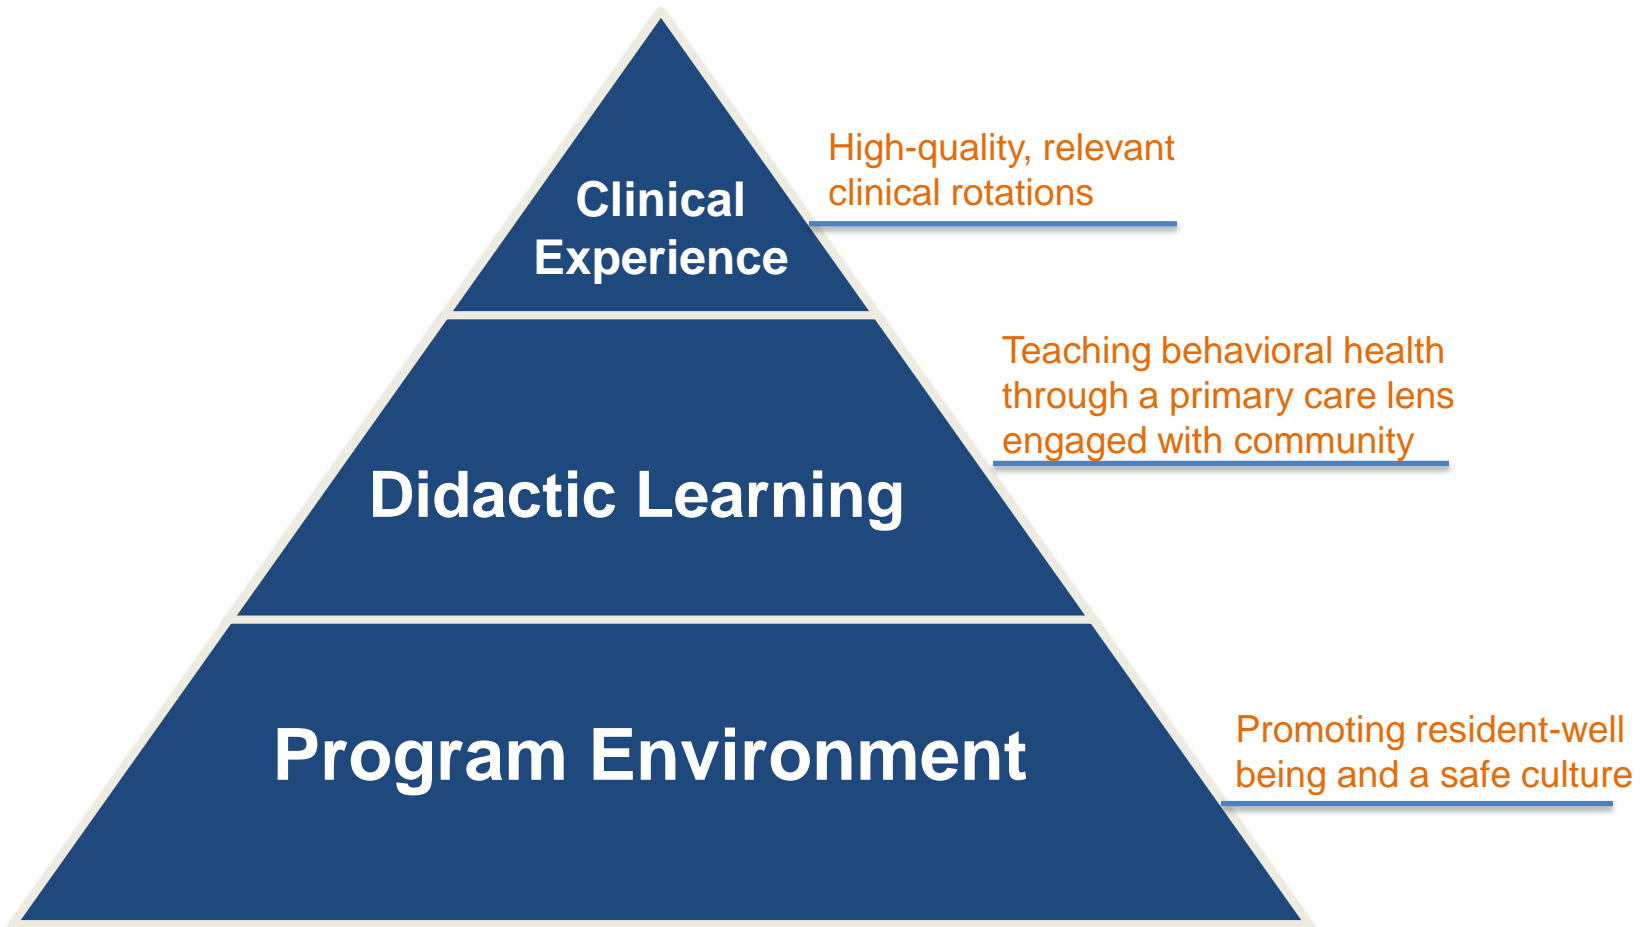 High-quality, relevant
clinical rotations
Clinical
Experience
Teaching behavioral health
through a primary care lens
engaged with community
Didactic Learning
Promoting resident-well
being and a safe culture
Program Environment